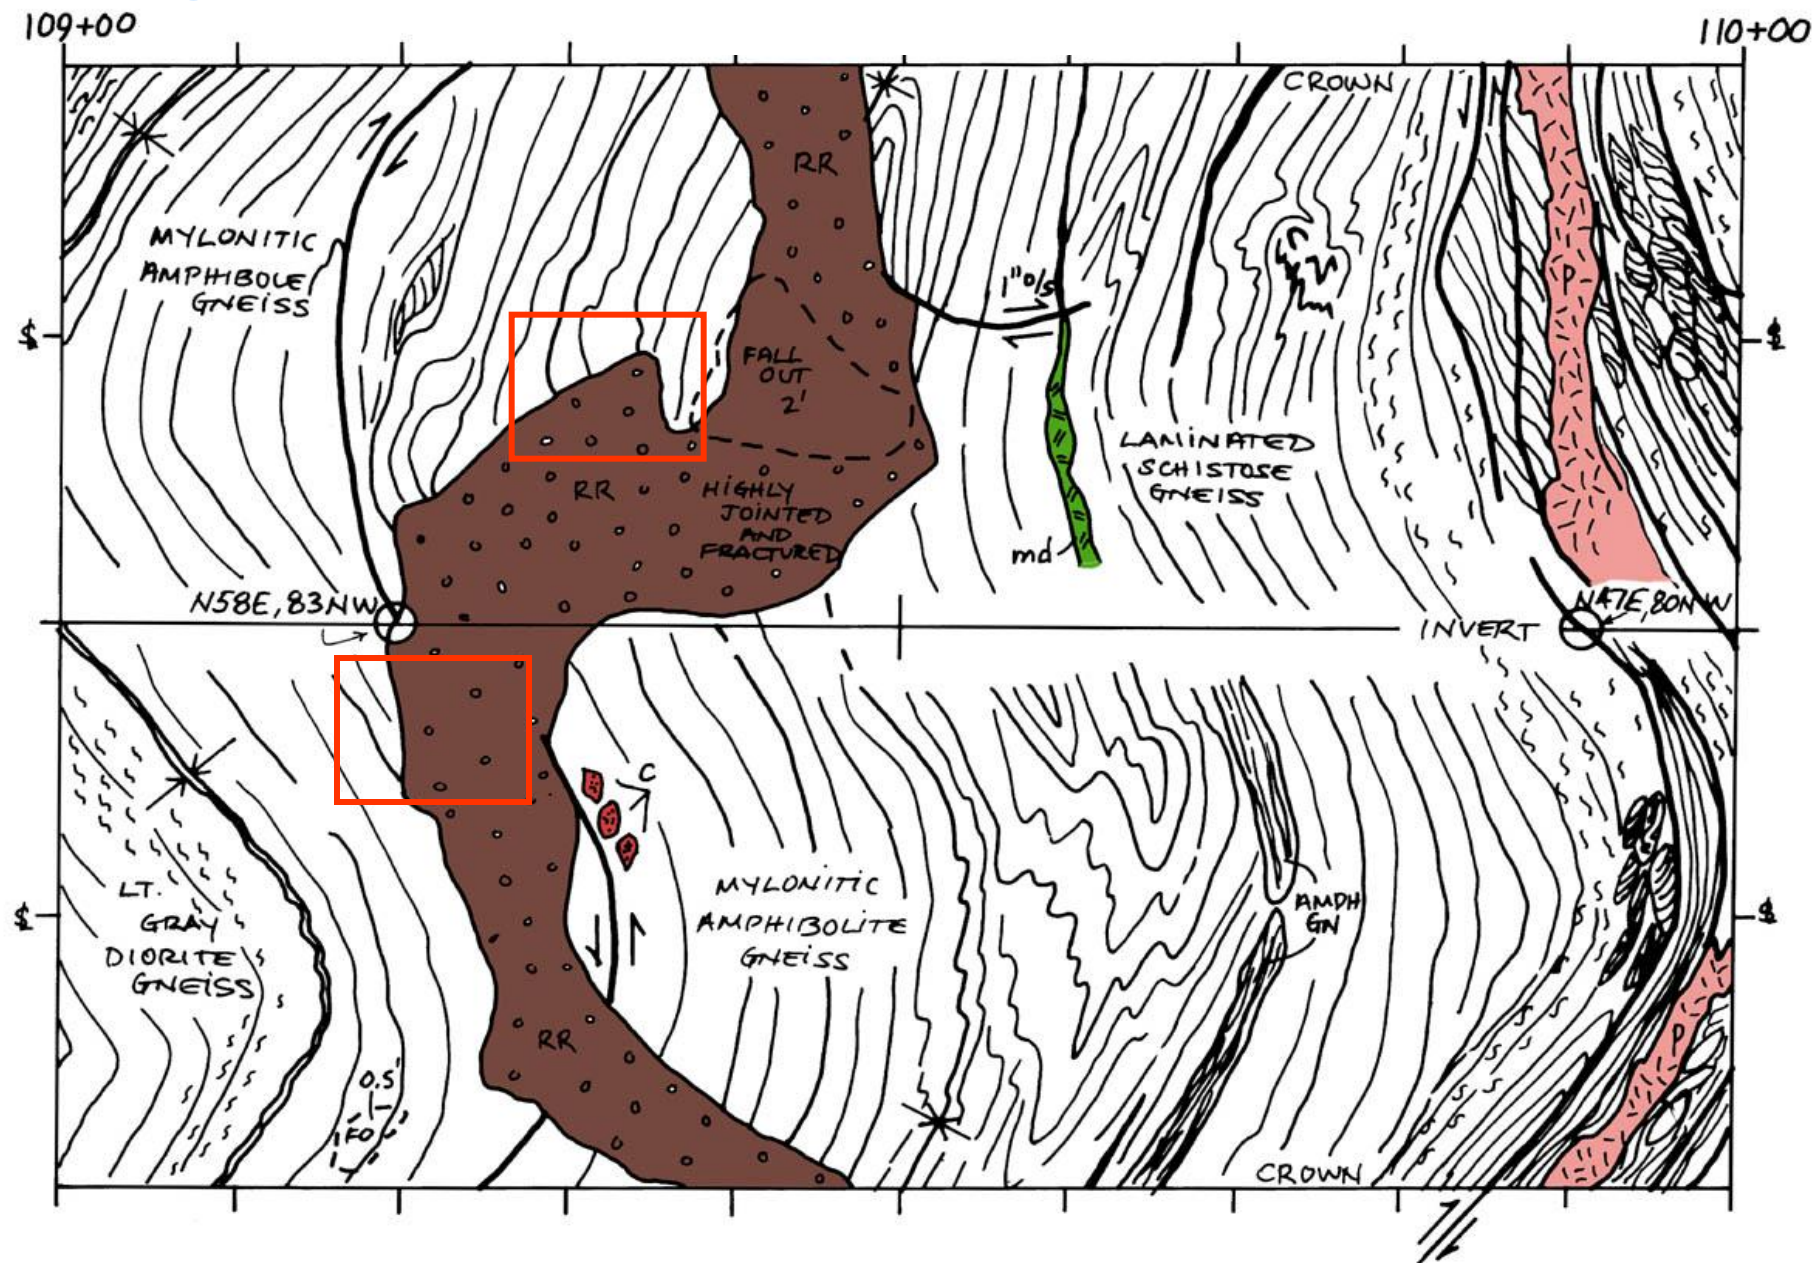 109+00
110+00
CROWN
RR
MYLONITIC
AMPHIBOLE
GNEISS
1" O/S
P
$
$
FALL
OUT
2'
LAMINATED
SCHISTOSE
GNEISS
RR
HIGHLY
JOINTED
AND
FRACTURED
md
N58E, 83NW
N47E, 80NW
INVERT
C
LT.
GRAY
DIORITE
GNEISS
MYLONITIC
AMPHIBOLITE
GNEISS
AMPH
GN
$
$
RR
P
0.5'
FO
CROWN